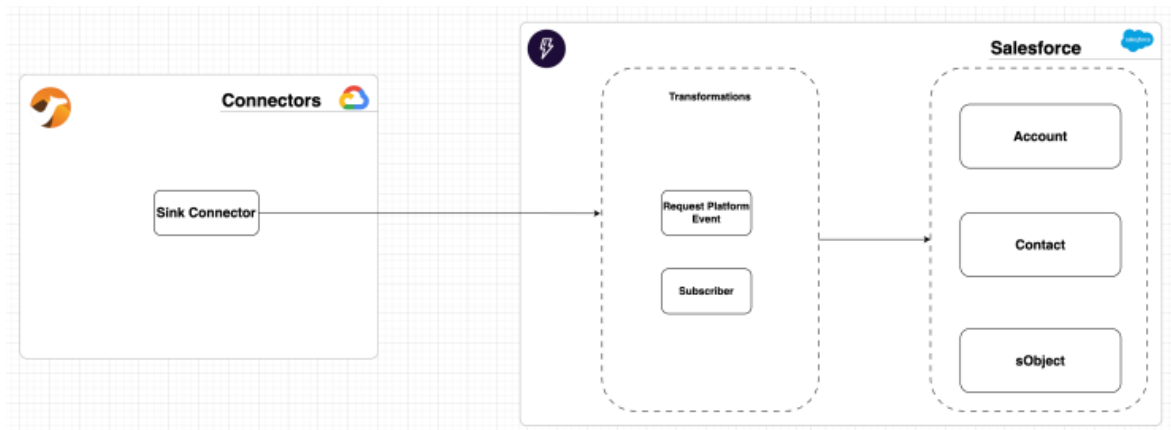 Connectors
Sink Connector
Salesforce
salesforce
Transformations
Request Platform
Event
Subscriber
Account
Contact
sObject